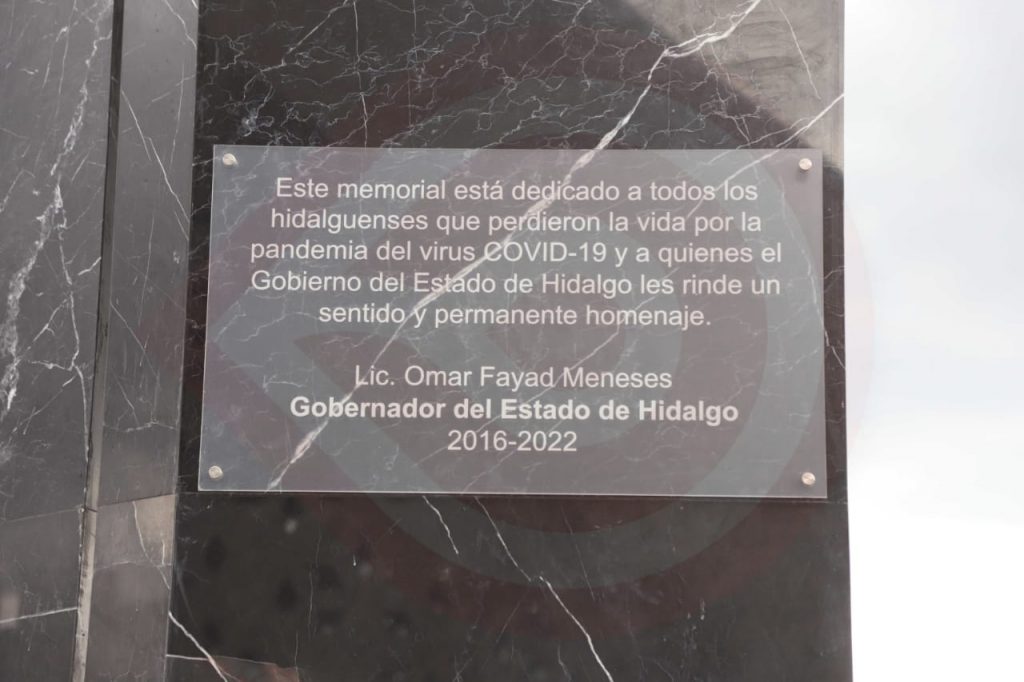 Este memorial está dedicado a todos los
hidalguenses que perdieron la vida por la
pandemia del virus COVID-19 y a quienes el
Gobierno del Estado de Hidalgo les rinde un
sentido y permanente homenaje.
Lic. Omar Fayad Meneses
Gobernador del Estado de Hidalgo
2016-2022